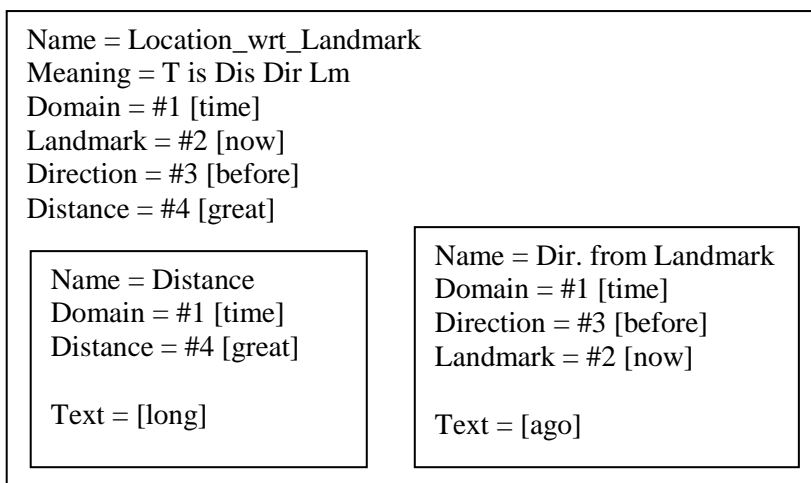 Name = Location_wrt_Landmark
Meaning = T is Dis Dir Lm
Domain = #1 [time]
Landmark = #2 [now]
Direction = #3 [before]
Distance = #4 [great]
Name = Distance
Domain = #1 [time]
Distance = #4 [great]
Text = [long]
Name = Dir. from Landmark
Domain = #1 [time]
Direction = #3 [before]
Landmark = #2 [now]
Text = [ago]